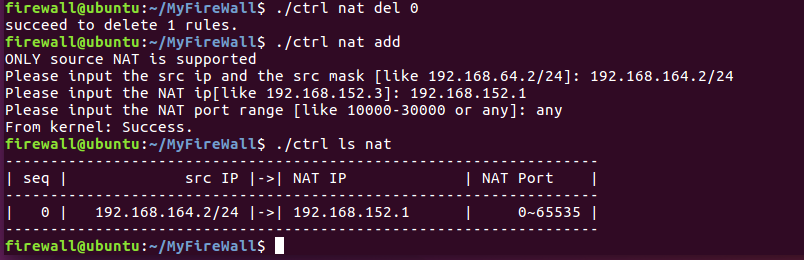 firewall@ubuntu:~/MyFireWall$ ./ctrl nat del 0
succeed to delete 1 rules.
firewall@ubuntu:~/MyFireWall$ ./ctrl nat add
ONLY source NAT is supported
Please input the src ip and the src mask [like 192.168.64.2/24]: 192.168.164.2/24
Please input the NAT ip[like 192.168.152.3]: 192.168.152.1
Please input the NAT port range [like 10000-30000 or any]: any
From kernel: Success.
firewall@ubuntu:~/MyFireWall$ ./ctrl ls nat
-------------------------------------------------------------------
| seq |             src IP |->| NAT IP             | NAT Port    |
-------------------------------------------------------------------
|   0 |   192.168.164.2/24 |->| 192.168.152.1      |     0~65535 |
-------------------------------------------------------------------
firewall@ubuntu:~/MyFireWall$